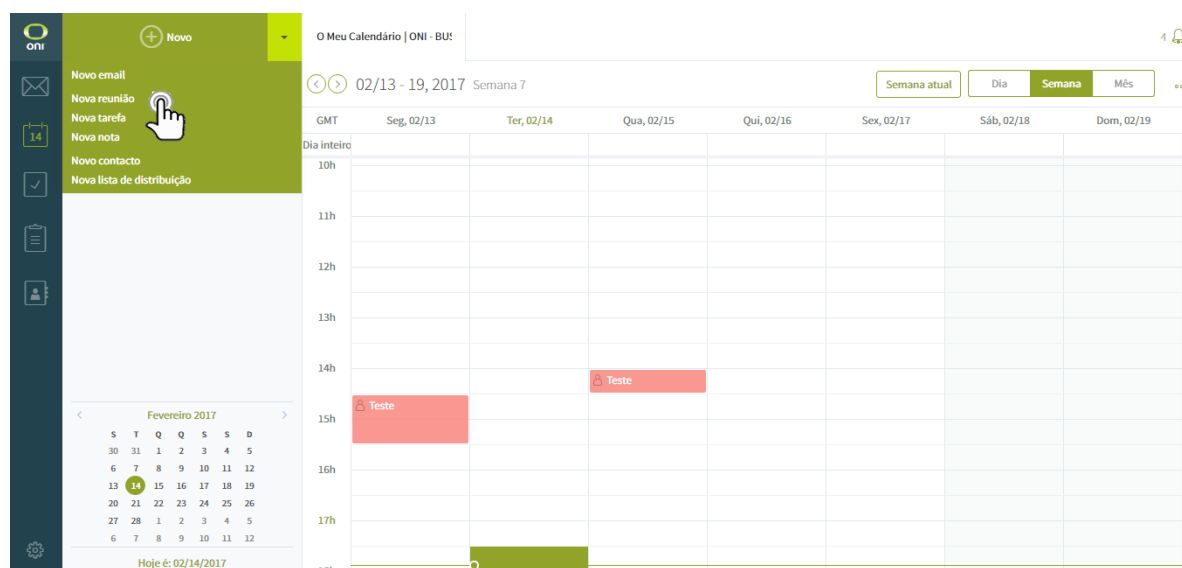 oni
Novo
O Meu Calendário | ONI - BUS
4
Novo email
Nova reunião
Nova tarefa
Nova nota
Novo contacto
Nova lista de distribuição
14
02/13 - 19, 2017 Semana 7
Semana atual
Dia Semana Mês
GMT Seg, 02/13 Ter, 02/14 Qua, 02/15 Qui, 02/16 Sex, 02/17 Sáb, 02/18 Dom, 02/19
Dia inteiro
10h
11h
12h
13h
14h
Teste
Teste
15h
16h
17h
Fevereiro 2017
S T Q Q S S D
30 31 1 2 3 4 5
6 7 8 9 10 11 12
13 14 15 16 17 18 19
20 21 22 23 24 25 26
27 28 1 2 3 4 5
6 7 8 9 10 11 12
Hoje é: 02/14/2017